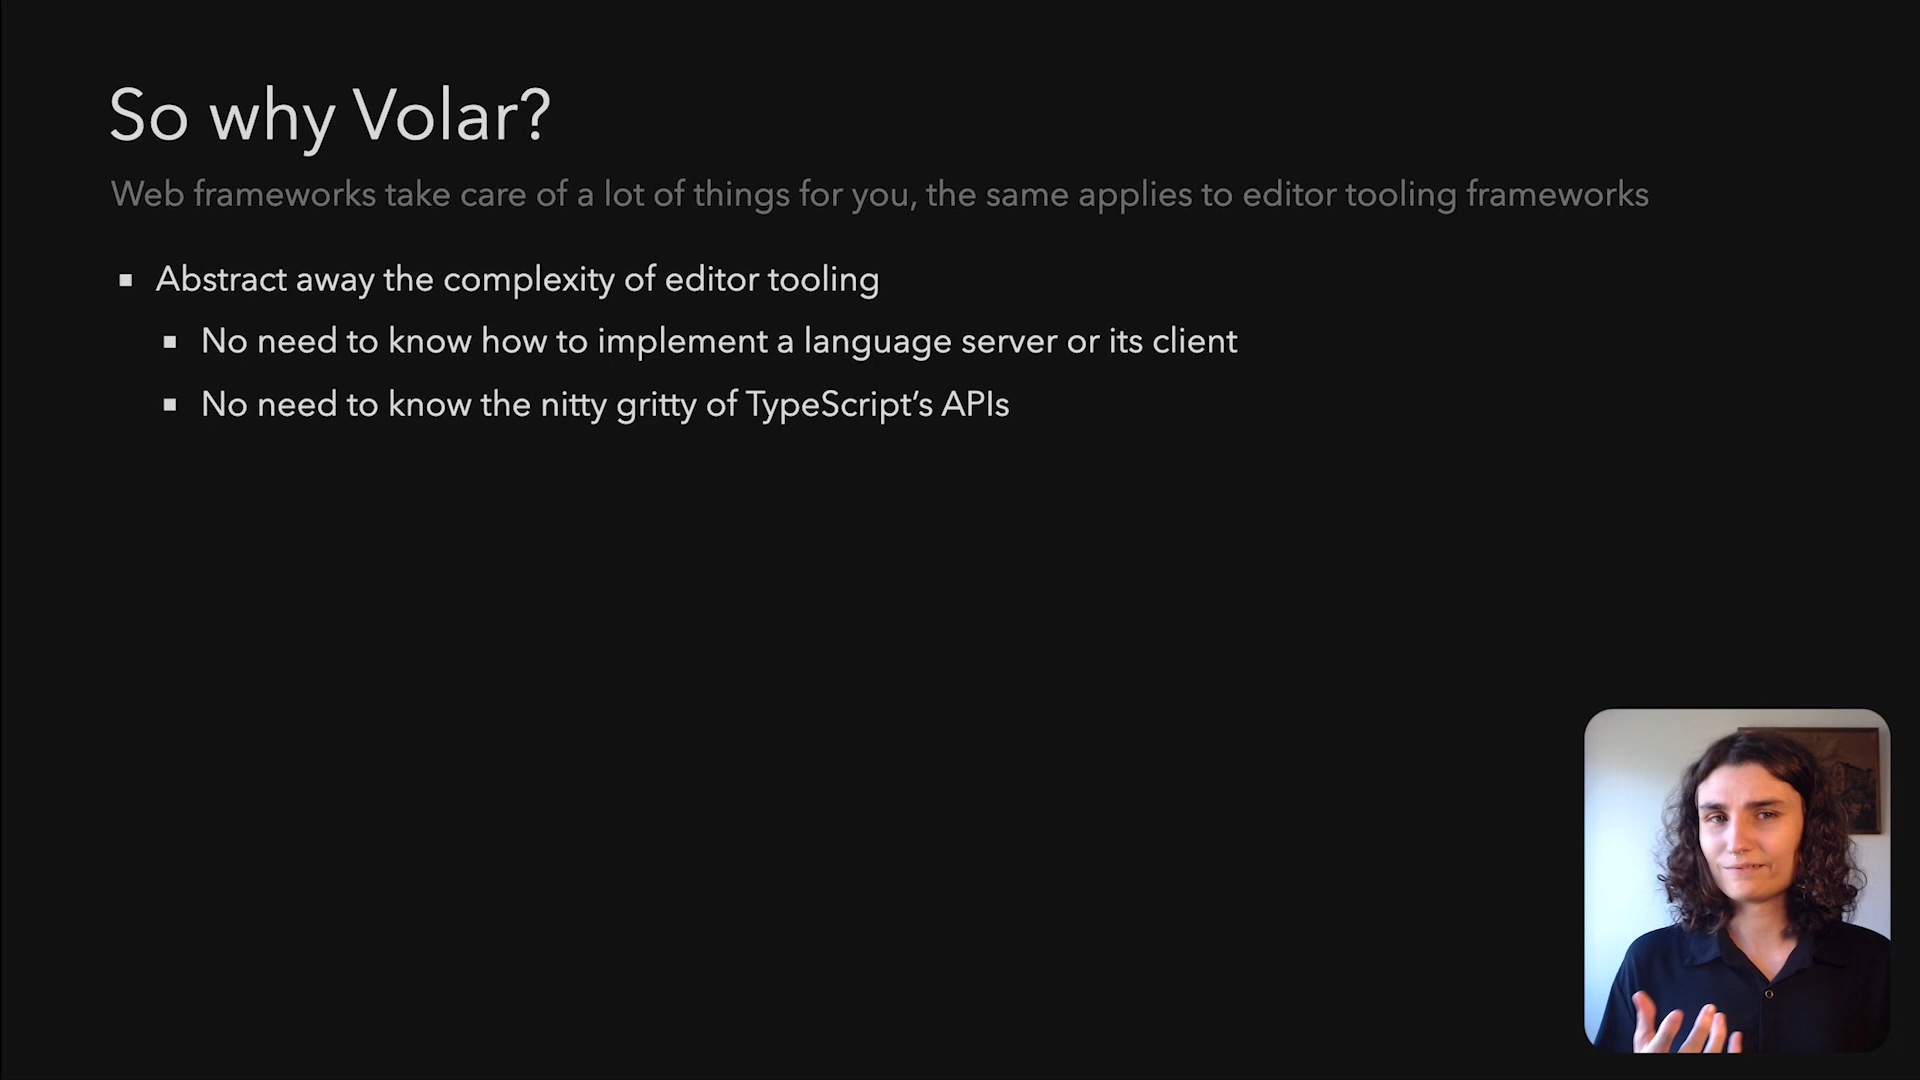 So why Volar?
Web frameworks take care of a lot of things for you, the same applies to editor tooling frameworks
Abstract away the complexity of editor tooling
No need to know how to implement a language server or its client
No need to know the nitty gritty of TypeScript’s APIs